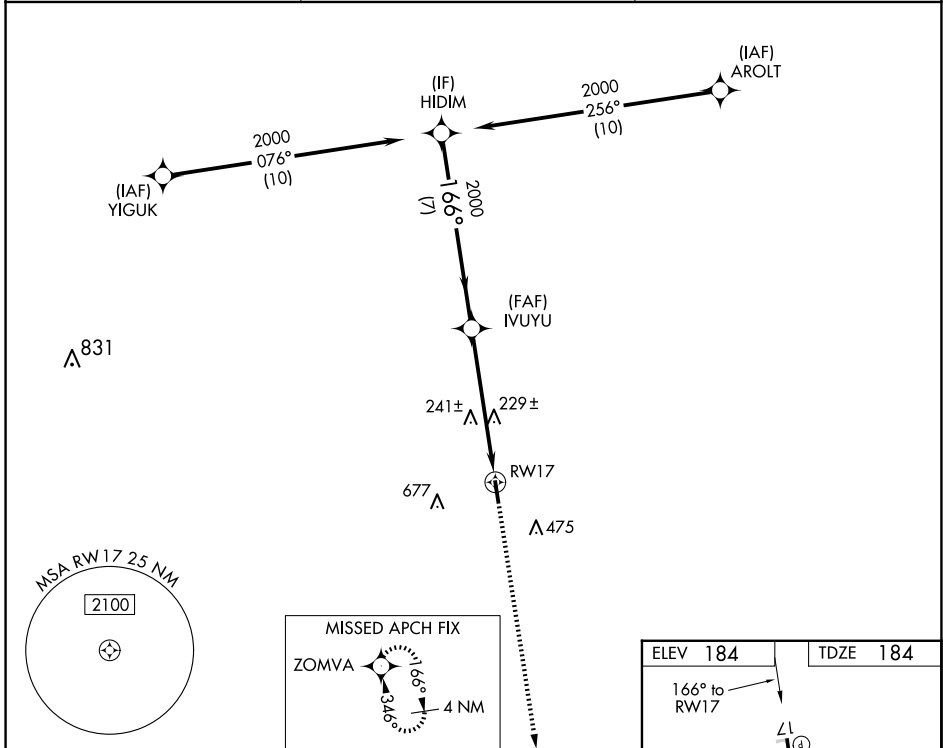 (IAF)
AROLT
2000
256°
(10)
(IF)
HIDIM
2000
076°
(10)
(IAF)
YIGUK
2000
166°
(7)
(FAF)
IVUYU
831
241±
229±
RW17
677
475
MSA RW17 25 NM
2100
MISSED APCH FIX
ZOMVA
166°
346°
4 NM
ELEV 184
TDZE 184
166° to
RW17
17
P